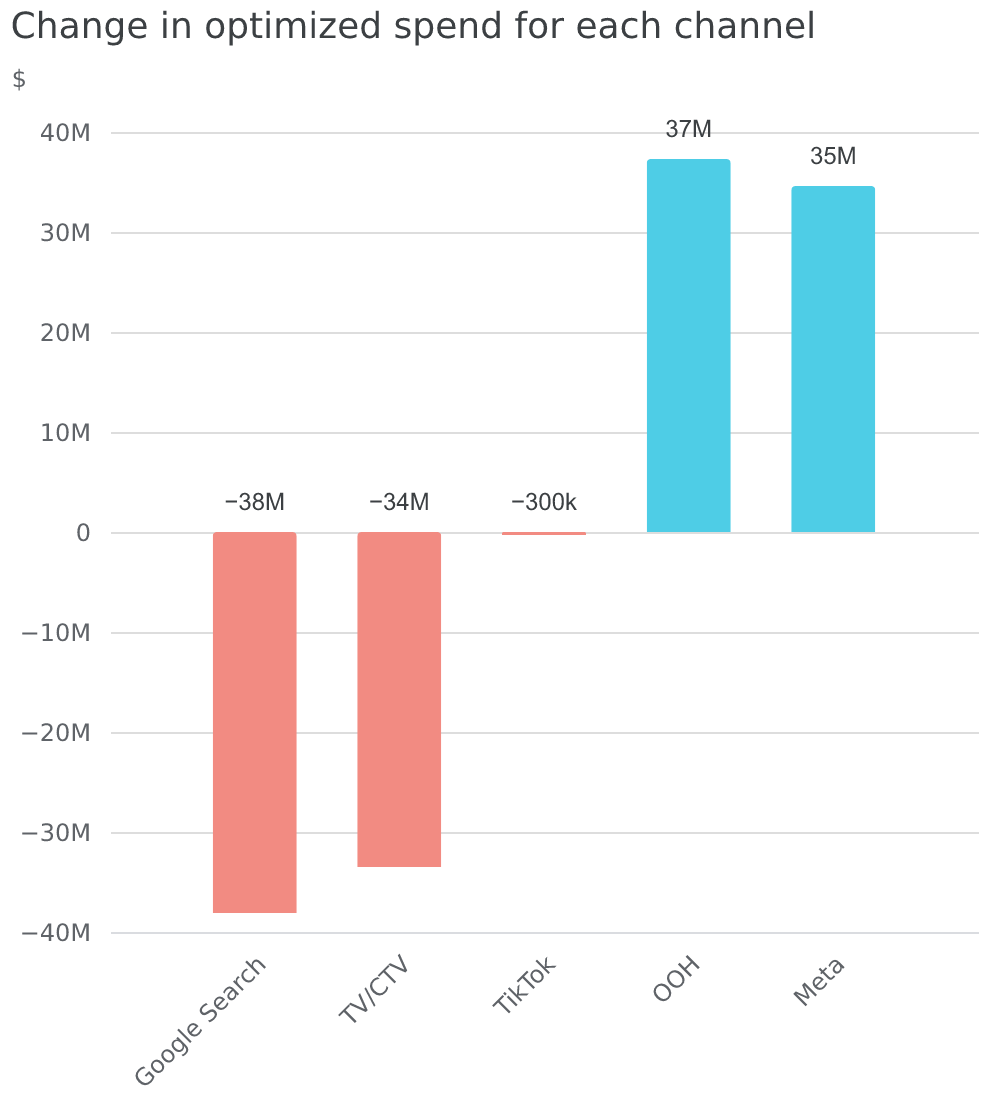 Change in optimized spend for each channel
$
40M
30M
20M
10M
0
−10M
−20M
−30M
−40M
−38M
−34M
−300k
37M
35M
Google Search
TV/CTV
TikTok
OOH
Meta